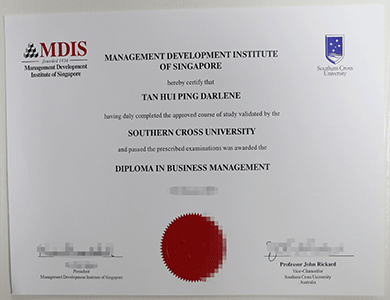 MDIS
founded 1956
Management Development
Institute of Singapore
Southern Cross
University
MANAGEMENT DEVELOPMENT INSTITUTE
OF SINGAPORE
hereby certify that
TAN HUI PING DARLENE
having duly completed the approved course of study validated by the
SOUTHERN CROSS UNIVERSITY
and passed the prescribed examinations was awarded the
DIPLOMA IN BUSINESS MANAGEMENT
President
Management Development Institute of Singapore
Professor John Rickard
Vice-Chancellor
Southern Cross University
Australia